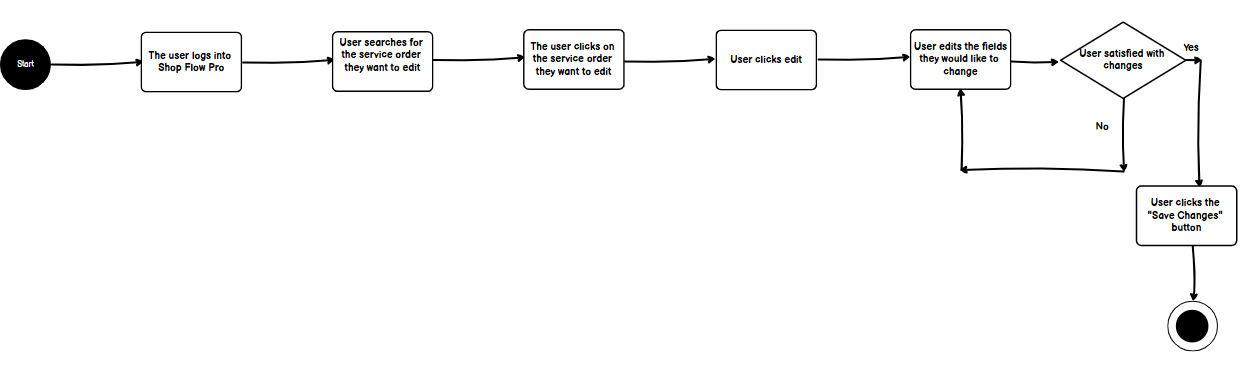 Start
The user logs into
Shop Flow Pro
User searches for
the service order
they want to edit
The user clicks on
the service order
they want to edit
User clicks edit
User edits the fields
they would like to
change
User satisfied with
changes
Yes
No
User clicks the
"Save Changes"
button